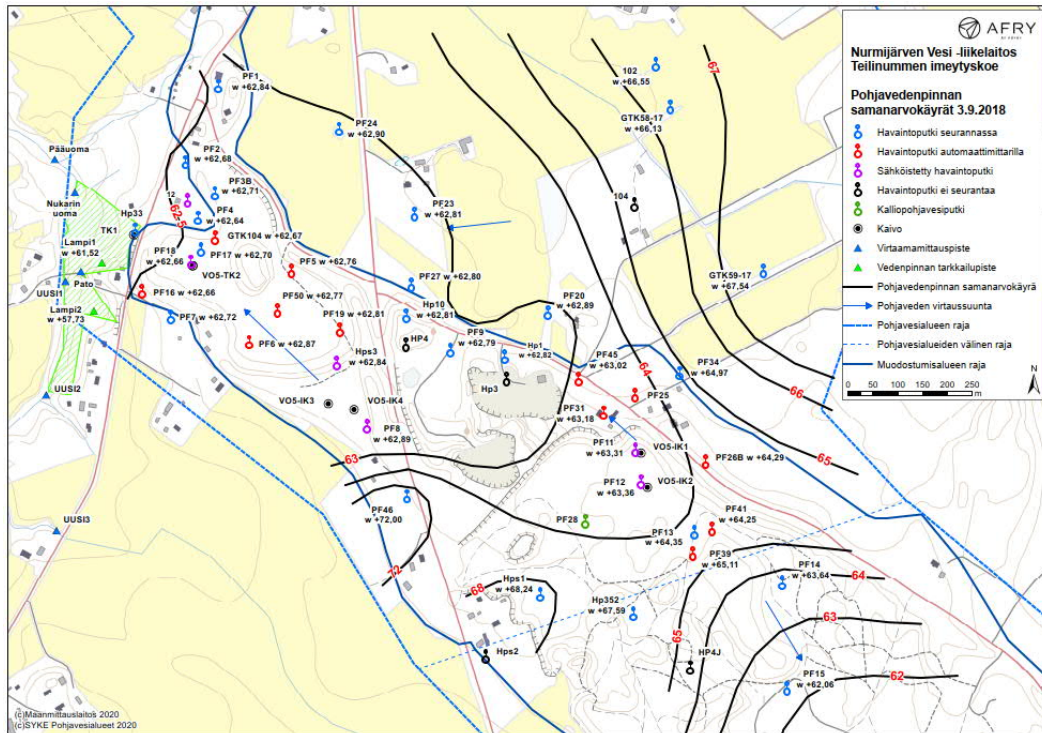 AFRY
Nurmijärven Vesi -liikelaitos
Teilinummen imeytyskoe
Pohjavedenpinnan
samanarvokäyrät 3.9.2018
Havaintoputki seurannassa
Havaintoputki automaattimittarilla
Sähköistetty havaintoputki
Havaintoputki ei seurantaa
Kalliopohjavesiputki
Kaivo
Virtaamamittauspiste
Vedenpinnan tarkkailupiste
Pohjavedenpinnan samanarvokäyrä
Pohjaveden virtaussuunta
Pohjavesialueen raja
Pohjavesialueiden välinen raja
Muodostumisalueen raja
N
0 50 100 150 200 250
m
PF1
w +62,84
PF24
w +62,90
102
w +66,55
GTK58-17
w +66,13
67
Pääuoma
PF2
w +62,68
Nukarin
uoma
12
PF3B
w +62,71
62,5
PF4
w +62,64
PF23
w +62,81
104
Hp33
TK1
GTK104 w +62,67
Lampi1
w +61,52
PF18
w +62,66
PF17 w +62,70
VO5-TK2
PF5 w +62,76
PF27 w +62,80
GTK59-17
w +67,54
Pato
UUSI1
PF16 w +62,66
PF50 w +62,77
Lampi2
w +57,73
PF7 w +62,72
PF19 w +62,81
Hp10
w +62,81
PF20
w +62,89
PF6 w +62,87
HP4
PF9
w +62,79
Hp1
w +62,82
Hps3
w +62,84
PF45
w +63,02
64
PF34
w +64,97
66
Hp3
UUSI2
VO5-IK3
VO5-IK4
PF25
PF31
w +63,18
PF8
w +62,89
PF11
w +63,31
VO5-IK1
65
63
PF26B w +64,29
PF12
w +63,36
VO5-IK2
PF46
w +72,00
PF28
PF41
w +64,25
PF13
w +64,35
UUSI3
PF39
w +65,11
72
PF14
w +63,64
64
Hps1
w +68,24
68
Hp352
w +67,59
63
65
Hps2
HP4J
PF15
w +62,06
62
(c)Maanmittauslaitos 2020
(c)SYKE Pohjavesialueet 2020